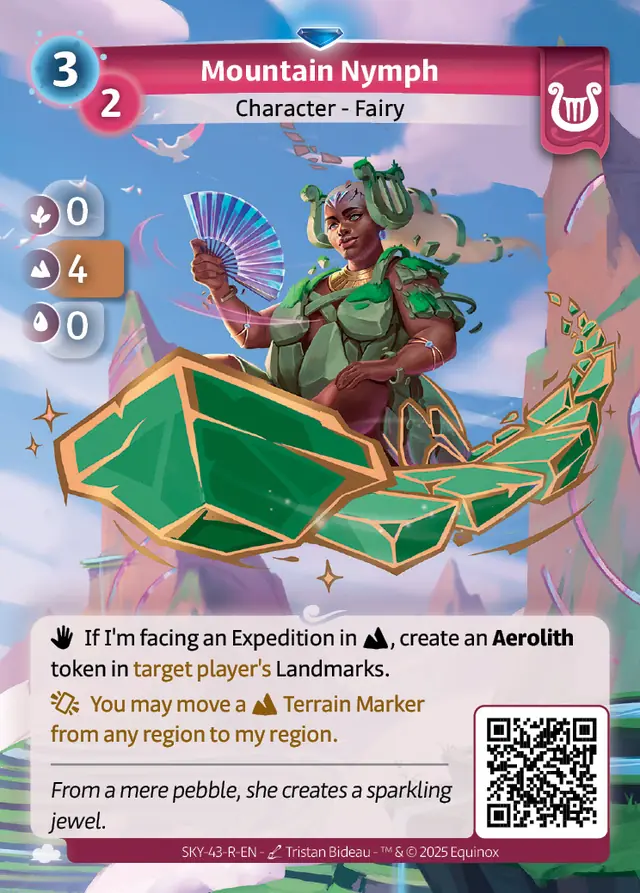 3
Mountain Nymph
2
Character - Fairy
0
4
0
If I'm facing an Expedition in , create an Aerolith
token in target player's Landmarks.
You may move a Terrain Marker
from any region to my region.
From a mere pebble, she creates a sparkling
jewel.
SKY-43-R-EN - Tristan Bideau - ™ & © 2025 Equinox